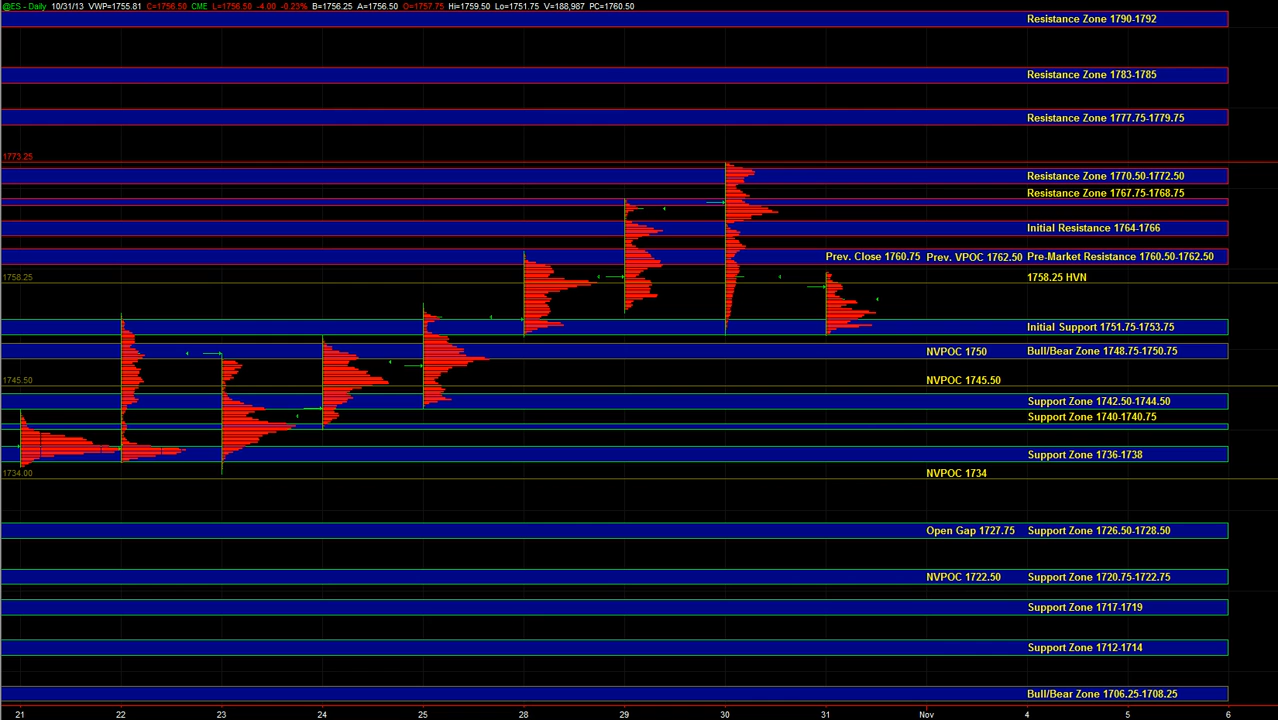 @ES - Daily 10/31/13 VWP=1755.81 C=1756.50 CME L=1756.50 -4.00 -0.23% B=1756.25 A=1756.50 O=1757.75 Hi=1759.50 Lo=1751.75 V=188,987 PC=1760.50
Resistance Zone 1790-1792
Resistance Zone 1783-1785
Resistance Zone 1777.75-1779.75
1773.25
Resistance Zone 1770.50-1772.50
Resistance Zone 1767.75-1768.75
Initial Resistance 1764-1766
Prev. Close 1760.75 Prev. VPOC 1762.50 Pre-Market Resistance 1760.50-1762.50
1758.25 1758.25 HVN
Initial Support 1751.75-1753.75
NVPOC 1750 Bull/Bear Zone 1748.75-1750.75
1745.50 NVPOC 1745.50
Support Zone 1742.50-1744.50
Support Zone 1740-1740.75
Support Zone 1736-1738
1734.00 NVPOC 1734
Open Gap 1727.75 Support Zone 1726.50-1728.50
NVPOC 1722.50 Support Zone 1720.75-1722.75
Support Zone 1717-1719
Support Zone 1712-1714
Bull/Bear Zone 1706.25-1708.25
21 22 23 24 25 28 29 30 31 Nov 4 5 6